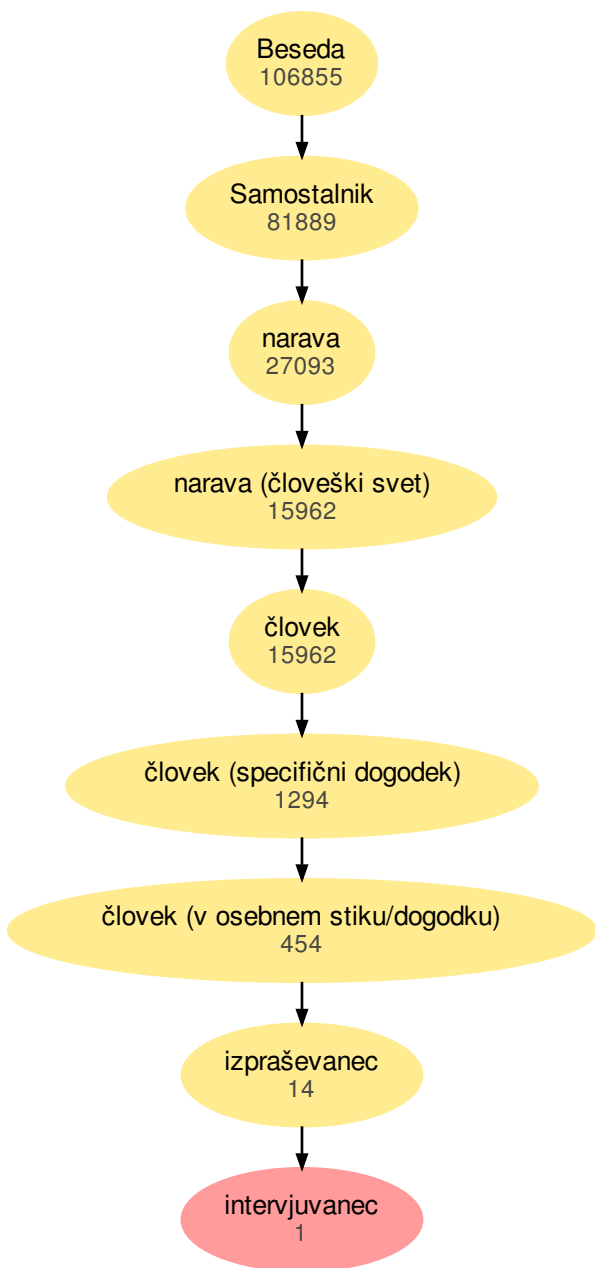 Beseda
106855
Samostalnik
81889
narava
27093
narava (človeški svet)
15962
človek
15962
človek (specifični dogodek)
1294
človek (v osebnem stiku/dogodku)
454
izpraševanec
14
intervjuvanec
1